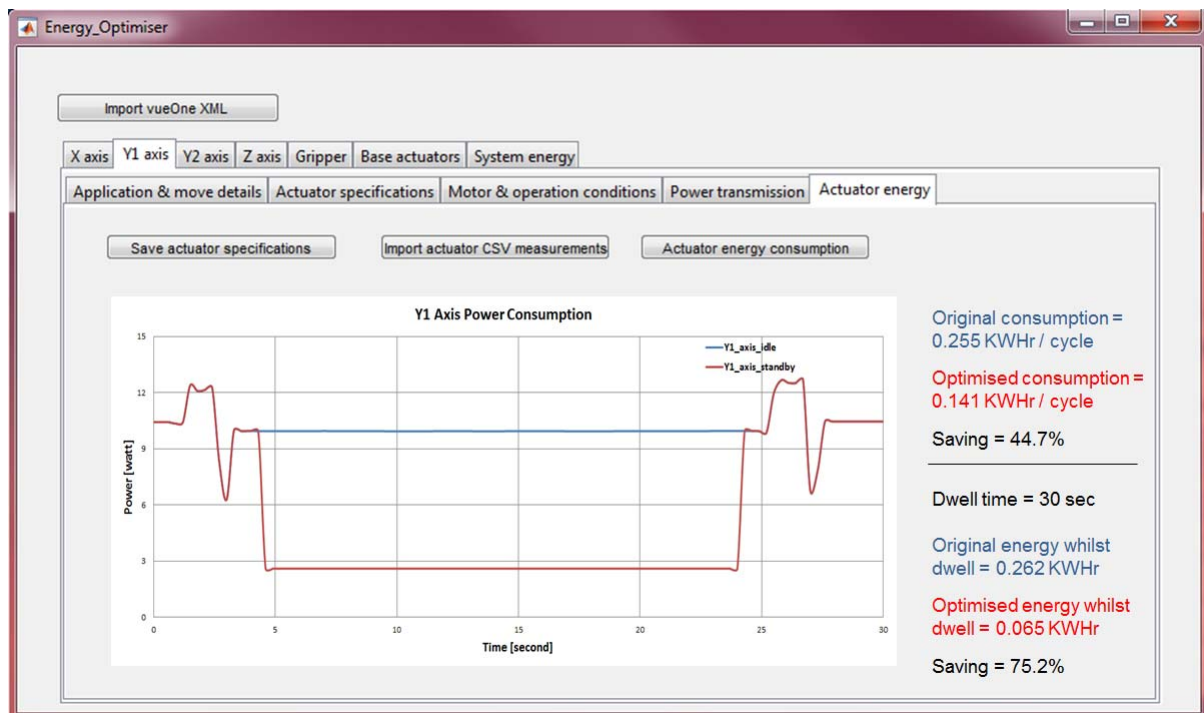 Energy_Optimiser
Import vueOne XML
X axis Y1 axis Y2 axis Z axis Gripper Base actuators System energy
Application & move details Actuator specifications Motor & operation conditions Power transmission Actuator energy
Save actuator specifications Import actuator CSV measurements Actuator energy consumption
Y1 Axis Power Consumption
15
12
9
6
3
0
Power [watt]
Y1_axis_idle
Y1_axis_standby
0 5 10 15 20 25 30
Time [second]
Original consumption =
0.255 KWHr / cycle
Optimised consumption =
0.141 KWHr / cycle
Saving = 44.7%
Dwell time = 30 sec
Original energy whilst
dwell = 0.262 KWHr
Optimised energy whilst
dwell = 0.065 KWHr
Saving = 75.2%